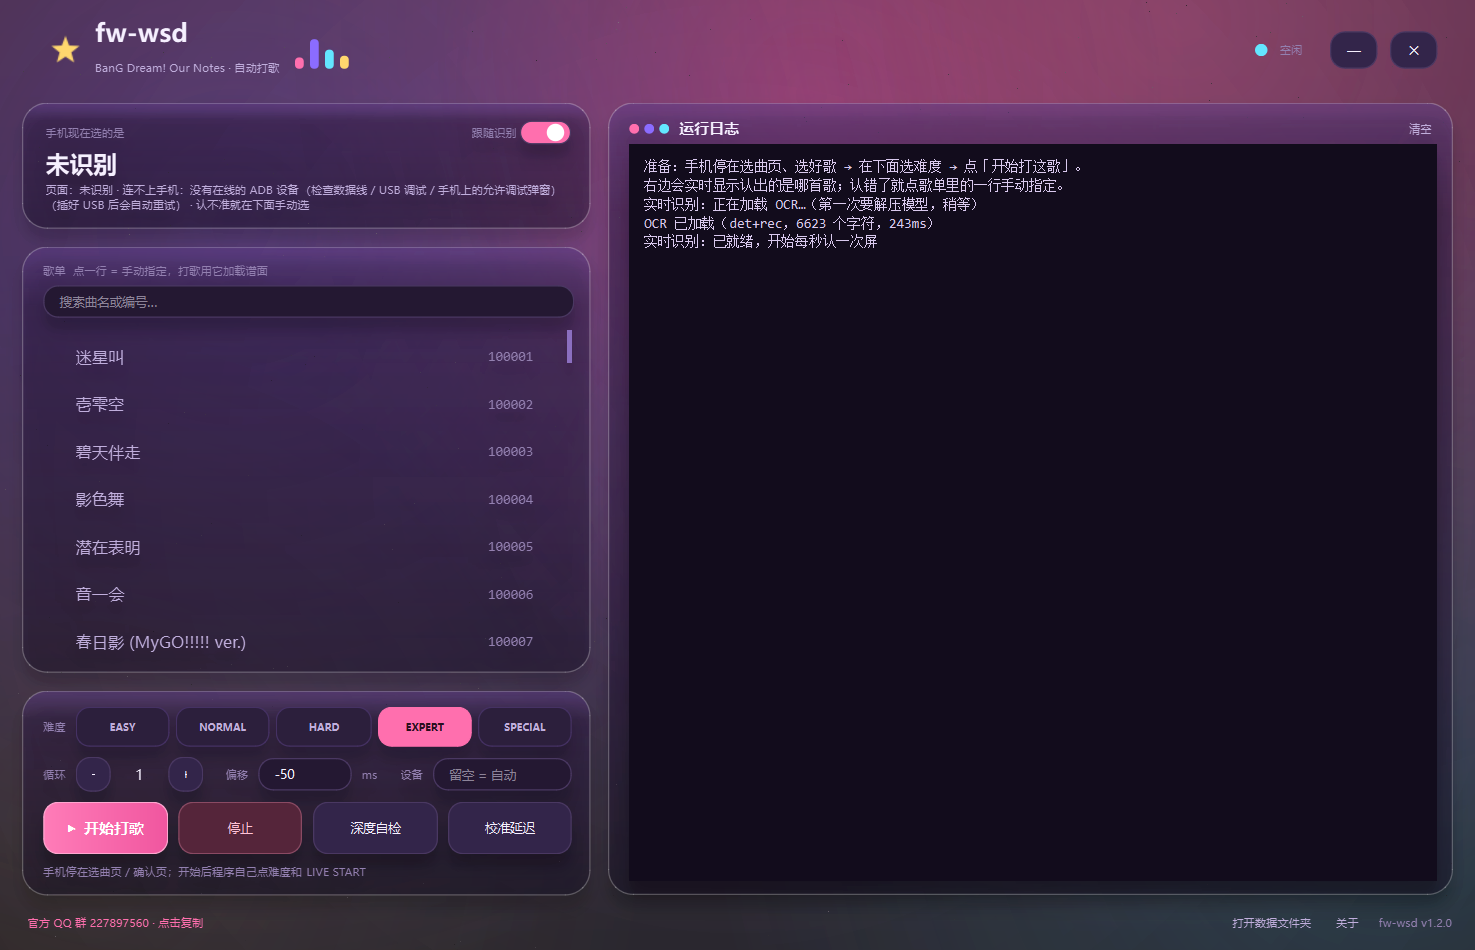 fw-wsd
BanG Dream! Our Notes · 自动打歌
空闲
手机现在选的是
跟随识别
未识别
页面：未识别 · 连不上手机：没有在线的 ADB 设备（检查数据线 / USB 调试 / 手机上的允许调试弹窗）
（插好 USB 后会自动重试） · 认不准就在下面手动选
歌单 点一行 = 手动指定，打歌用它加载谱面
搜索曲名或编号...
迷星叫 100001
壱雫空 100002
碧天伴走 100003
影色舞 100004
潜在表明 100005
音一会 100006
春日影 (MyGO!!!!! ver.) 100007
难度 EASY NORMAL HARD EXPERT SPECIAL
循环 - 1 + 偏移 -50 ms 设备 留空 = 自动
▶ 开始打歌 停止 深度自检 校准延迟
手机停在选曲页 / 确认页；开始后程序自己点难度和 LIVE START
运行日志
清空
准备：手机停在选曲页、选好歌 → 在下面选难度 → 点「开始打这歌」。
右边会实时显示认出的是哪首歌；认错了就点歌单里的一行手动指定。
实时识别：正在加载 OCR…（第一次要解压模型，稍等）
OCR 已加载（det+rec，6623 个字符，243ms）
实时识别：已就绪，开始每秒认一次屏
官方 QQ 群 227897560 · 点击复制
打开数据文件夹 关于 fw-wsd v1.2.0